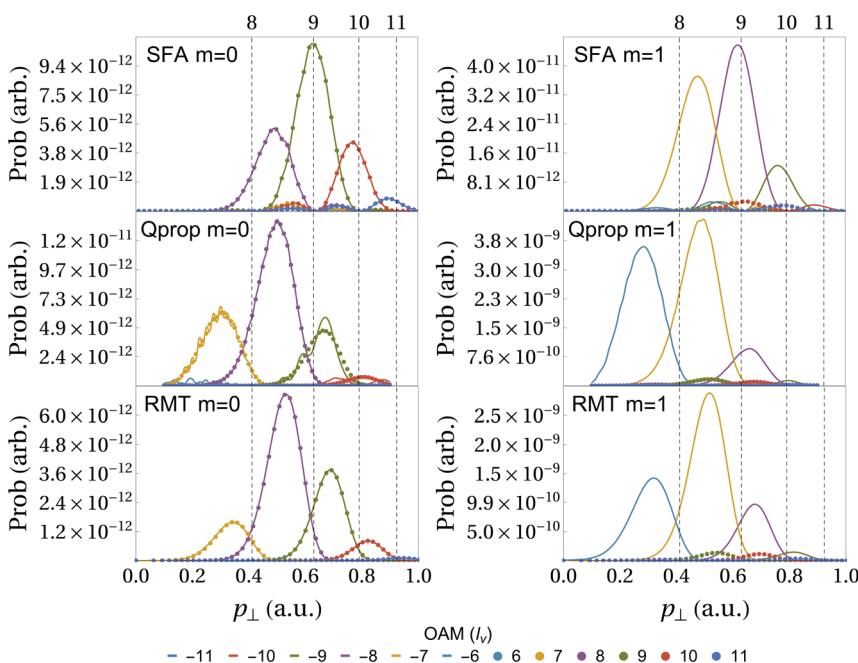 8 9 10 11
SFA m=0
Prob (arb.)
9.4 × 10⁻¹²
7.5 × 10⁻¹²
5.6 × 10⁻¹²
3.8 × 10⁻¹²
1.9 × 10⁻¹²
8 9 10 11
SFA m=1
Prob (arb.)
4.0 × 10⁻¹¹
3.2 × 10⁻¹¹
2.4 × 10⁻¹¹
1.6 × 10⁻¹¹
8.1 × 10⁻¹²
Qprop m=0
Prob (arb.)
1.2 × 10⁻¹¹
9.7 × 10⁻¹²
7.3 × 10⁻¹²
4.9 × 10⁻¹²
2.4 × 10⁻¹²
Qprop m=1
Prob (arb.)
3.8 × 10⁻⁹
3.0 × 10⁻⁹
2.3 × 10⁻⁹
1.5 × 10⁻⁹
7.6 × 10⁻¹⁰
RMT m=0
Prob (arb.)
6.0 × 10⁻¹²
4.8 × 10⁻¹²
3.6 × 10⁻¹²
2.4 × 10⁻¹²
1.2 × 10⁻¹²
0.0 0.2 0.4 0.6 0.8 1.0
p⊥ (a.u.)
RMT m=1
Prob (arb.)
2.5 × 10⁻⁹
2.0 × 10⁻⁹
1.5 × 10⁻⁹
9.9 × 10⁻¹⁰
5.0 × 10⁻¹⁰
0.0 0.2 0.4 0.6 0.8 1.0
p⊥ (a.u.)
OAM (lᵥ)
−11 −10 −9 −8 −7 −6 6 7 8 9 10 11